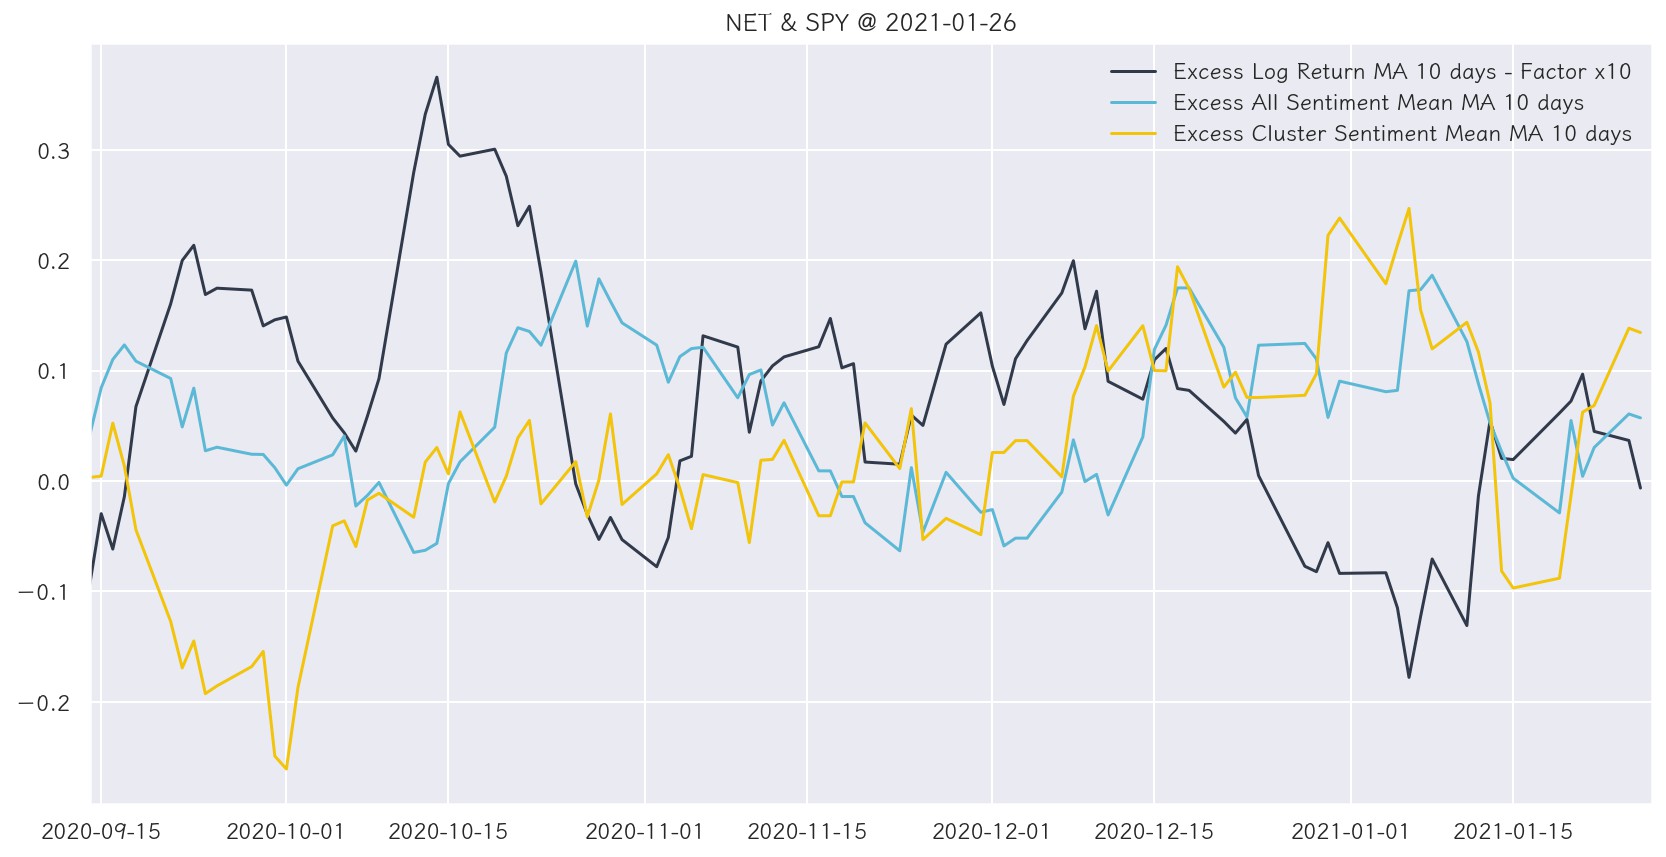 NET & SPY @ 2021-01-26
Excess Log Return MA 10 days - Factor x10
Excess All Sentiment Mean MA 10 days
Excess Cluster Sentiment Mean MA 10 days
0.3
0.2
0.1
0.0
−0.1
−0.2
2020-09-15 2020-10-01 2020-10-15 2020-11-01 2020-11-15 2020-12-01 2020-12-15 2021-01-01 2021-01-15